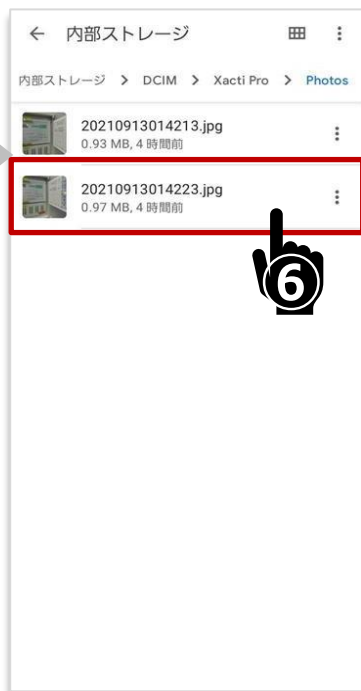 内部ストレージ
内部ストレージ > DCIM > Xacti Pro > Photos
20210913014213.jpg
0.93 MB, 4 時間前
20210913014223.jpg
0.97 MB, 4 時間前
6